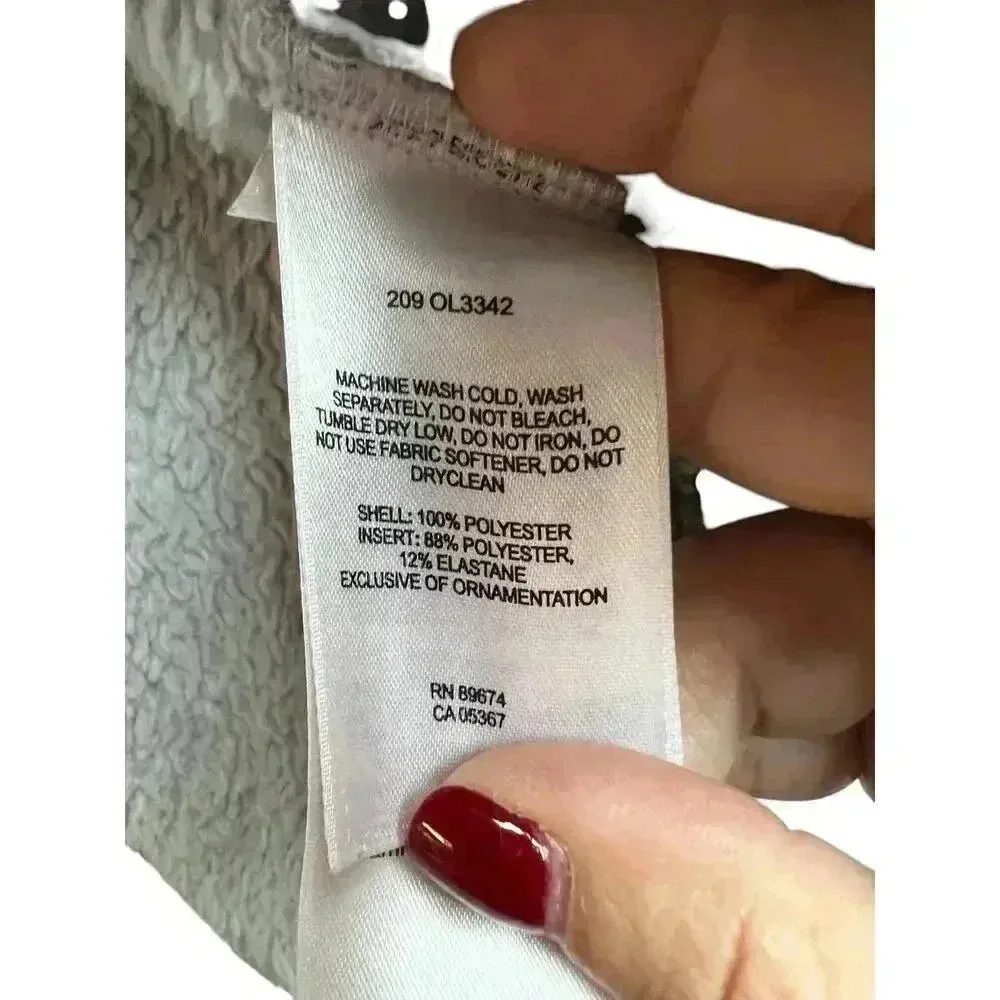 209 OL3342
MACHINE WASH COLD, WASH
SEPARATELY, DO NOT BLEACH,
TUMBLE DRY LOW, DO NOT IRON, DO
NOT USE FABRIC SOFTENER, DO NOT
DRYCLEAN
SHELL: 100% POLYESTER
INSERT: 88% POLYESTER,
12% ELASTANE
EXCLUSIVE OF ORNAMENTATION
RN 89674
CA 05367